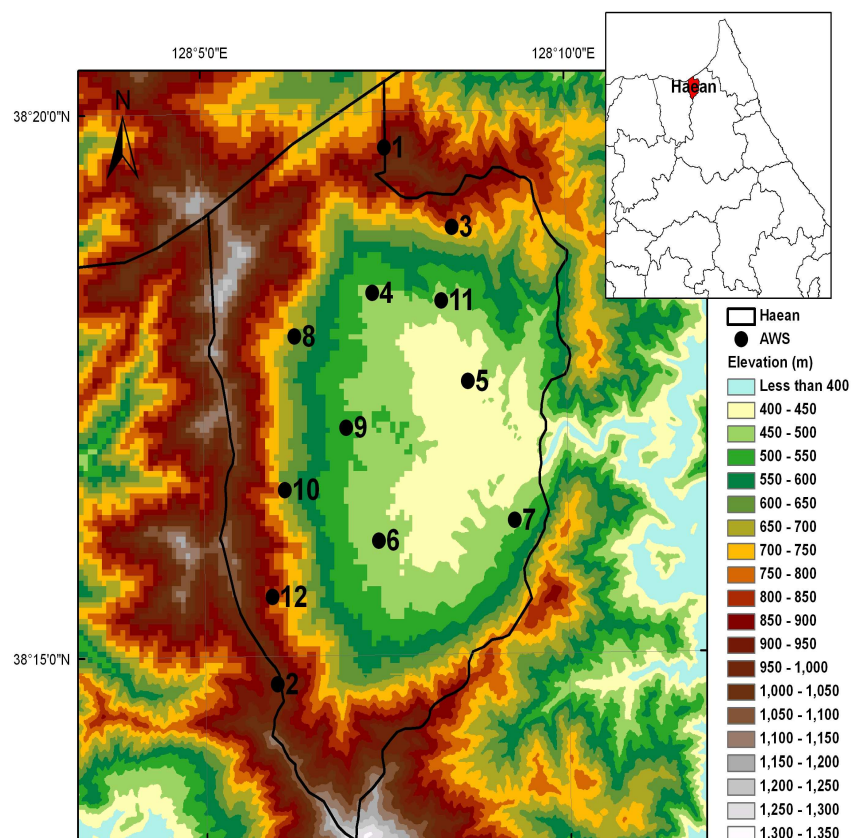 128°5'0"E
128°10'0"E
38°20'0"N
38°15'0"N
N
Haean
1
3
4
11
8
5
9
10
7
6
12
2
Haean
AWS
Elevation (m)
Less than 400
400 - 450
450 - 500
500 - 550
550 - 600
600 - 650
650 - 700
700 - 750
750 - 800
800 - 850
850 - 900
900 - 950
950 - 1,000
1,000 - 1,050
1,050 - 1,100
1,100 - 1,150
1,150 - 1,200
1,200 - 1,250
1,250 - 1,300
1,300 - 1,350